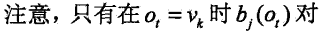 注意，只有在 $o_t = v_k$ 时 $b_j(o_t)$ 对